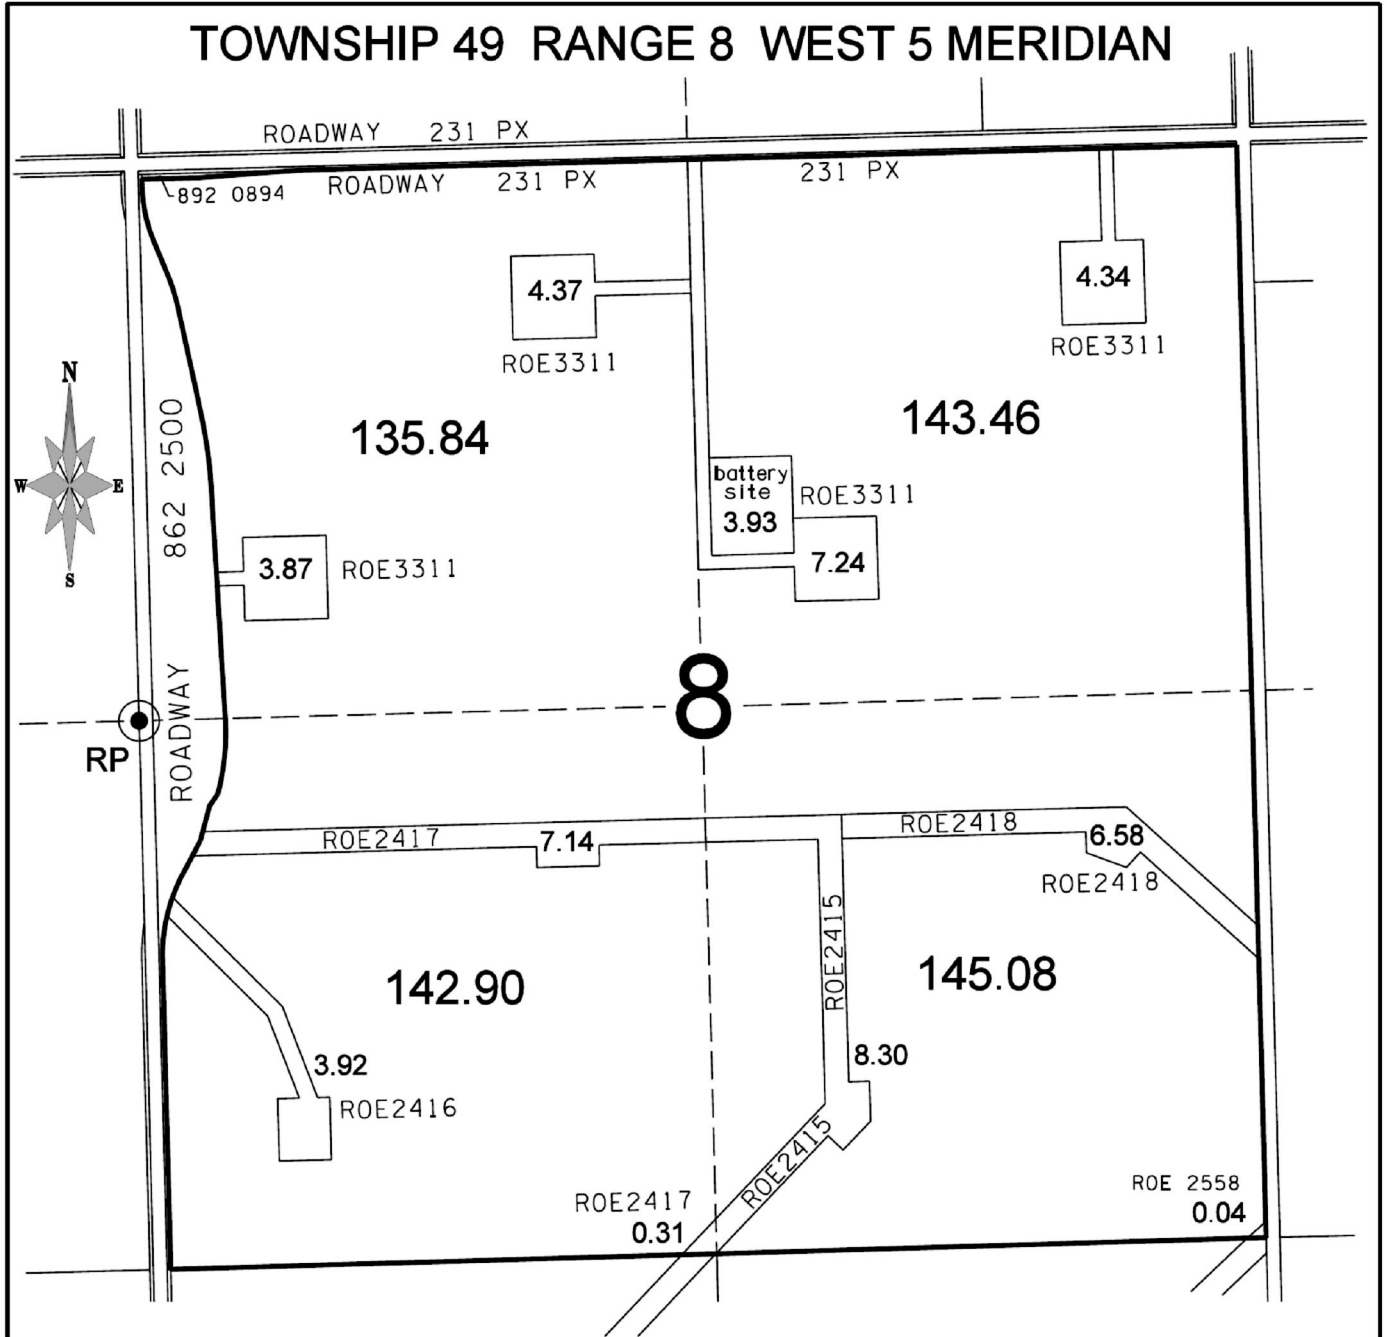 TOWNSHIP 49 RANGE 8 WEST 5 MERIDIAN
ROADWAY 231 PX
892 0894
ROADWAY 231 PX
231 PX
4.37
ROE3311
4.34
ROE3311
N
W
E
S
862 2500
ROADWAY
135.84
143.46
battery
site
3.93
ROE3311
7.24
3.87
ROE3311
8
RP
ROE2417
7.14
ROE2418
6.58
ROE2418
ROE2415
142.90
145.08
3.92
ROE2416
8.30
ROE2415
ROE2417
0.31
ROE 2558
0.04